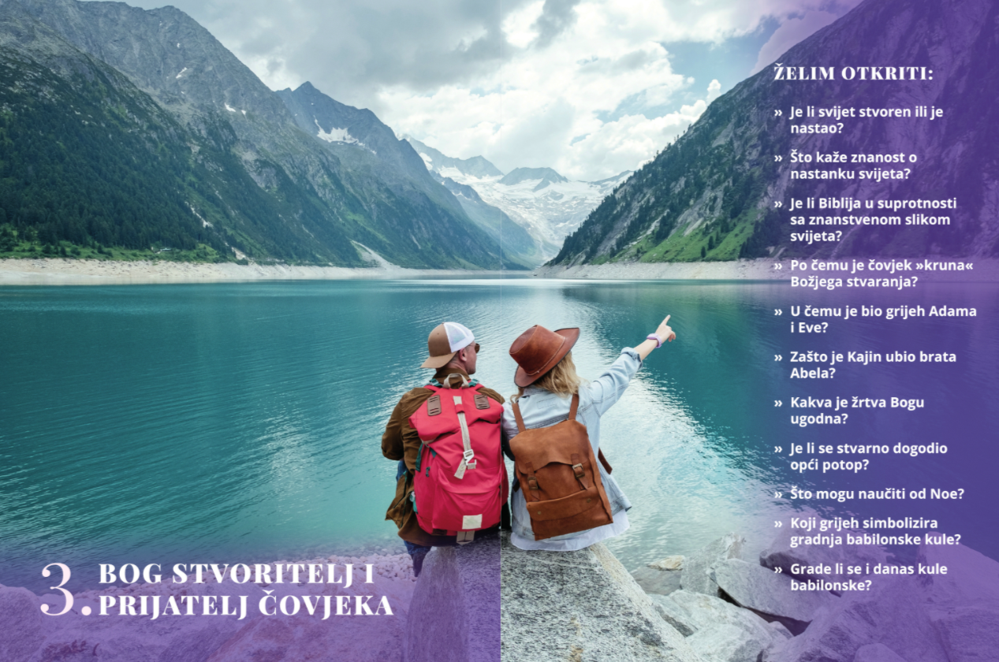 ŽELIM OTKRITI:
» Je li svijet stvoren ili je
nastao?
» Što kaže znanost o
nastanku svijeta?
» Je li Biblija u suprotnosti
sa znanstvenom slikom
svijeta?
» Po čemu je čovjek »kruna«
Božjega stvaranja?
» U čemu je bio grijeh Adama
i Eve?
» Zašto je Kajin ubio brata
Abela?
» Kakva je žrtva Bogu
ugodna?
» Je li se stvarno dogodio
opći potop?
» Što mogu naučiti od Noe?
» Koji grijeh simbolizira
gradnja babilonske kule?
» Grade li se i danas kule
babilonske?
3. BOG STVORITELJ I
PRIJATELJ ČOVJEKA